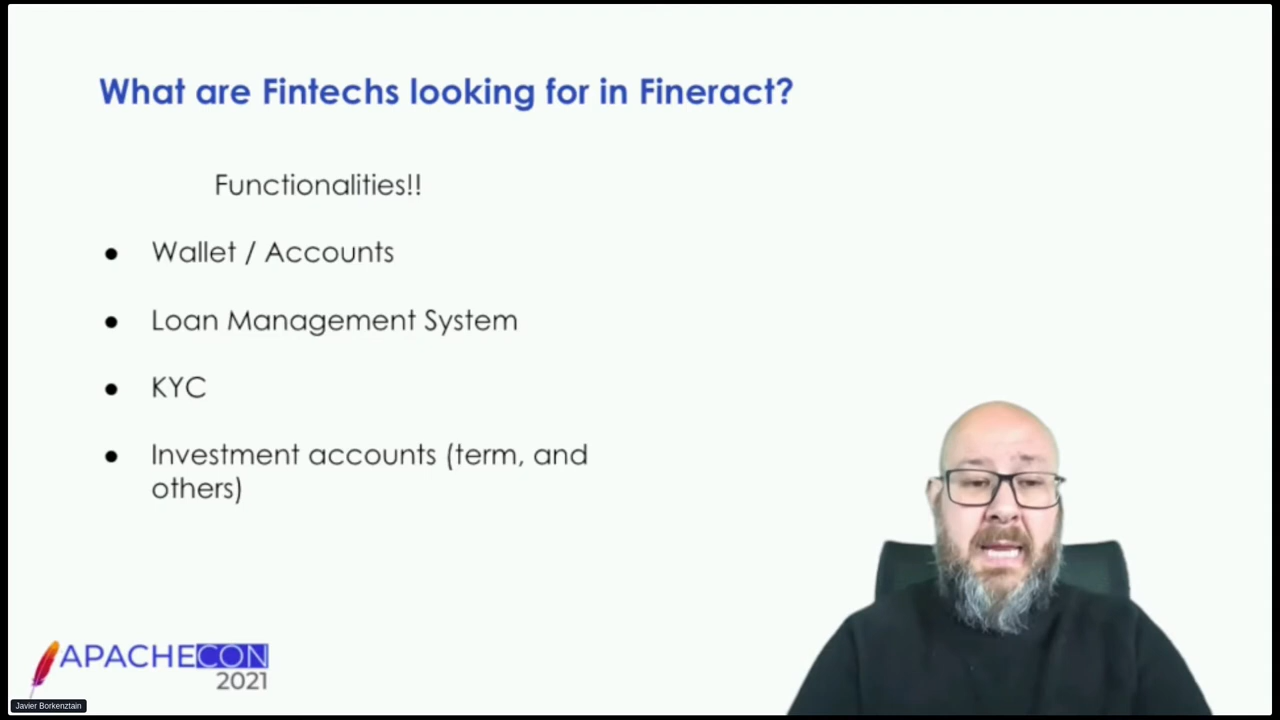 What are Fintechs looking for in Fineract?
Functionalities!!
● Wallet / Accounts
● Loan Management System
● KYC
● Investment accounts (term, and
others)
APACHECON
2021
Javier Borkenztain